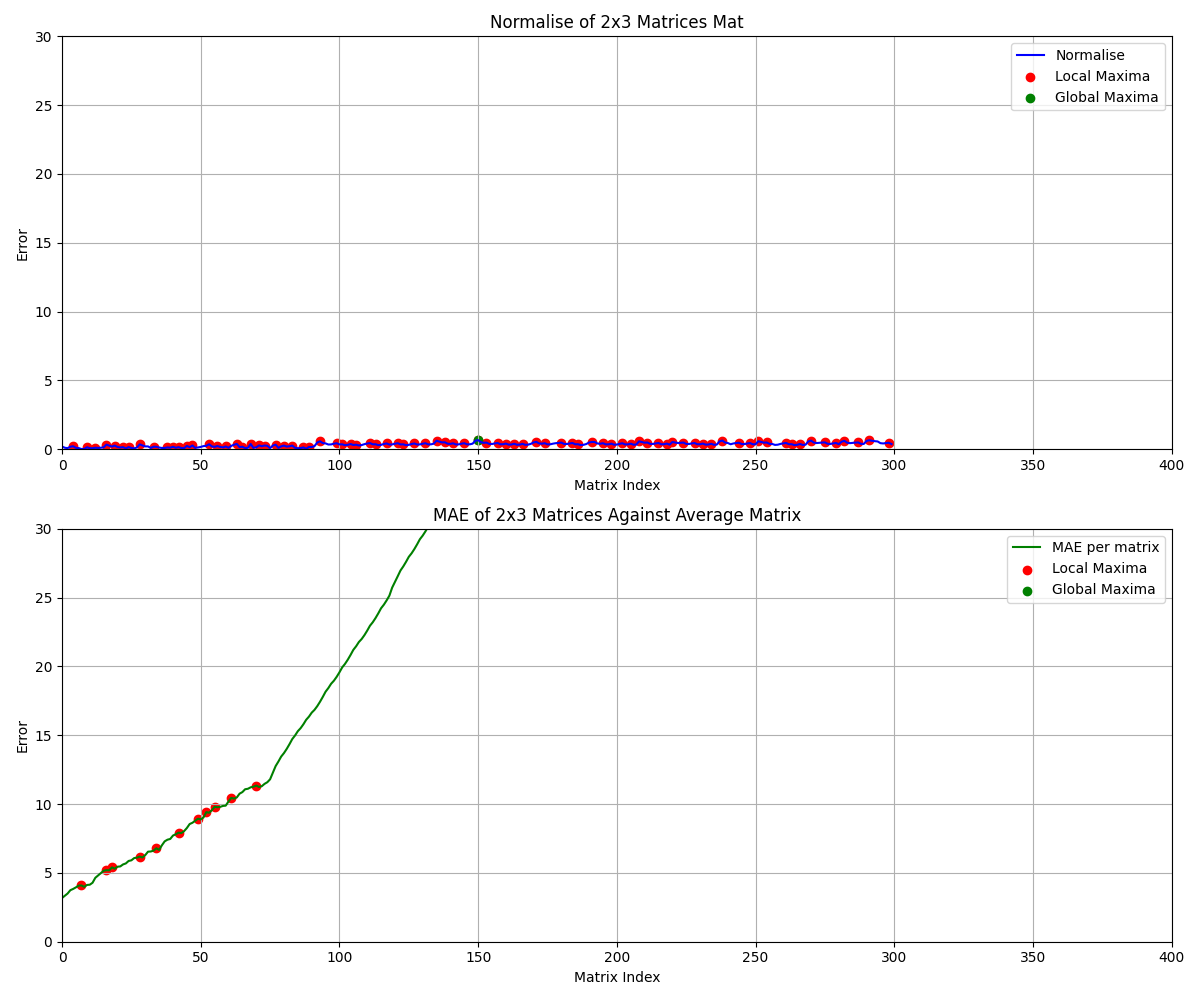 Normalise of 2x3 Matrices Mat
30
25
20
15
10
5
0
Error
Normalise
Local Maxima
Global Maxima
0 50 100 150 200 250 300 350 400
Matrix Index
MAE of 2x3 Matrices Against Average Matrix
30
25
20
15
10
5
0
Error
MAE per matrix
Local Maxima
Global Maxima
0 50 100 150 200 250 300 350 400
Matrix Index